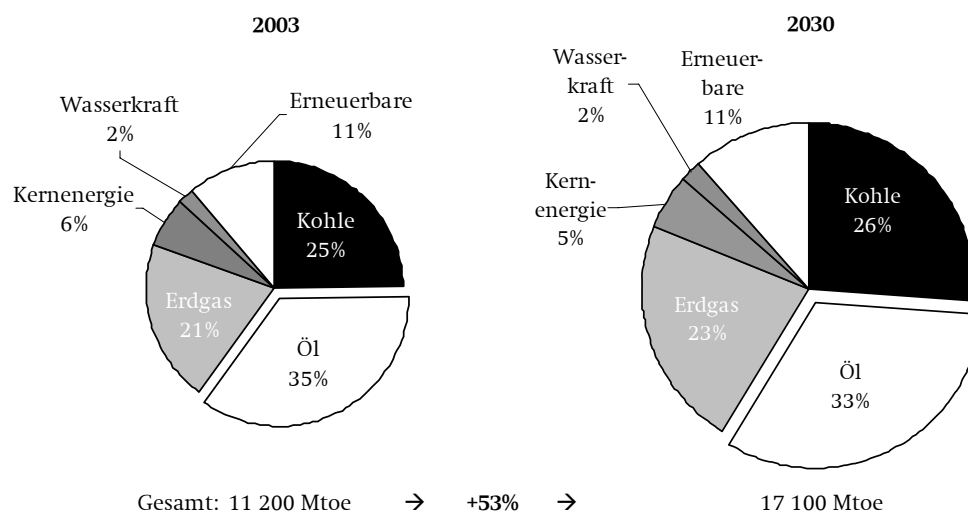 2003
Wasserkraft
2%
Erneuerbare
11%
Kernenergie
6%
Kohle
25%
Erdgas
21%
Öl
35%
2030
Wasser-
kraft
2%
Erneuer-
bare
11%
Kern-
energie
5%
Kohle
26%
Erdgas
23%
Öl
33%
Gesamt: 11 200 Mtoe → +53% → 17 100 Mtoe